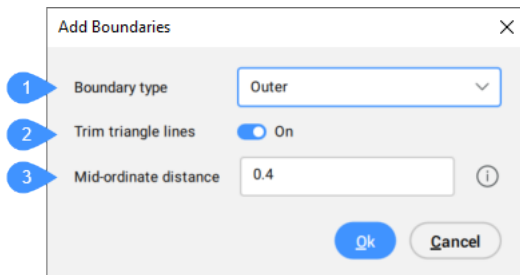 Add Boundaries
1 Boundary type Outer
2 Trim triangle lines On
3 Mid-ordinate distance 0.4 i
Ok Cancel